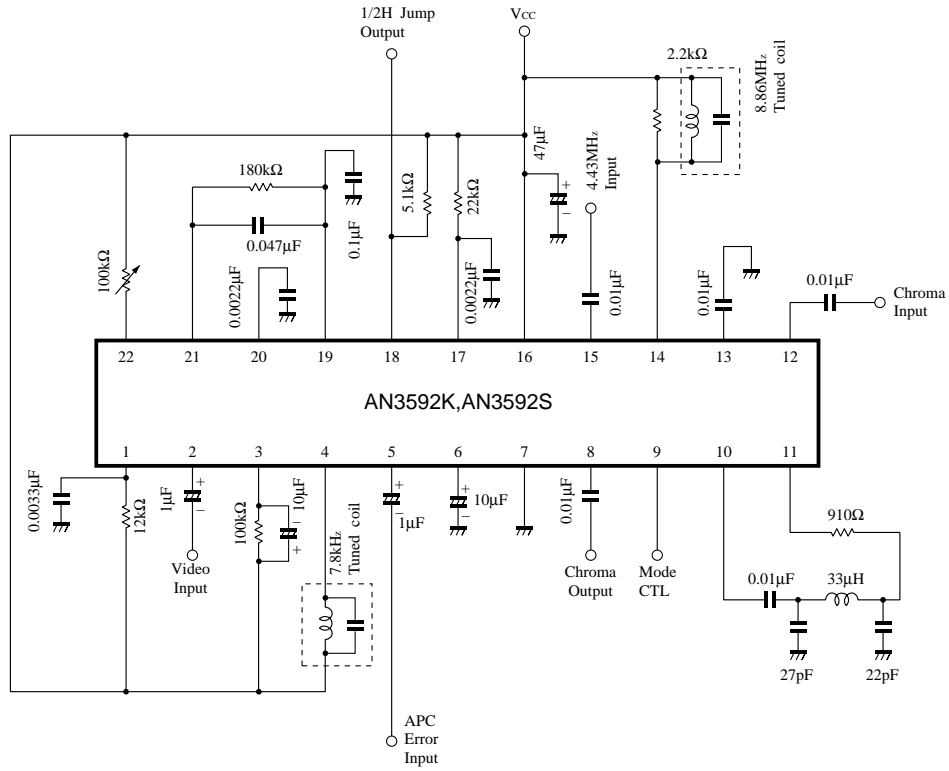 1/2H Jump
Output
VCC
2.2kΩ
8.86MHz
Tuned coil
47µF
4.43MHz
Input
180kΩ
0.047µF
0.1µF
5.1kΩ
22kΩ
100kΩ
0.0022µF
0.0022µF
0.01µF
0.01µF
0.01µF
Chroma
Input
22 21 20 19 18 17 16 15 14 13 12
AN3592K,AN3592S
1 2 3 4 5 6 7 8 9 10 11
0.0033µF
12kΩ
1µF
+
−
Video
Input
100kΩ
10µF
−
+
7.8kHz
Tuned coil
+
−
1µF
APC
Error
Input
+
−
10µF
0.01µF
Chroma
Output
Mode
CTL
910Ω
0.01µF
33µH
27pF
22pF
+
−